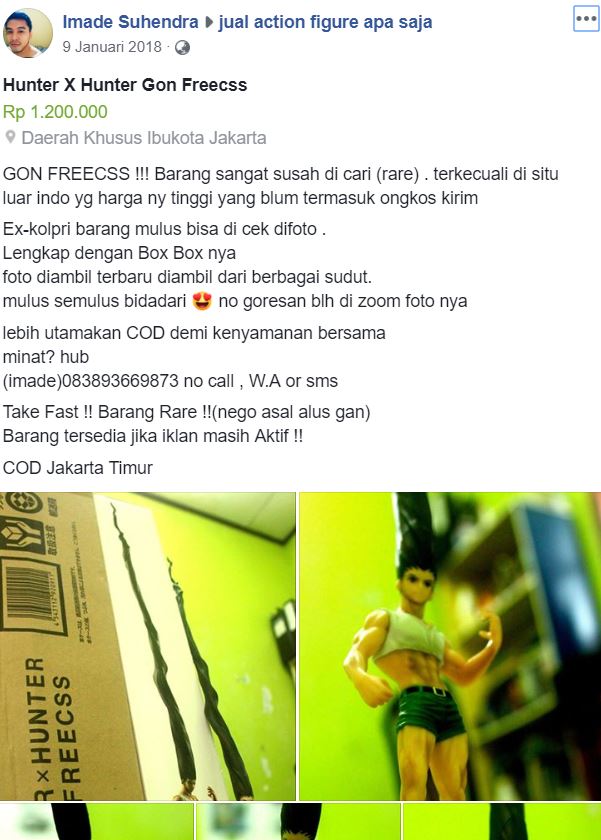 Imade Suhendra ▶ jual action figure apa saja
9 Januari 2018 ·
Hunter X Hunter Gon Freecss
Rp 1.200.000
Daerah Khusus Ibukota Jakarta
GON FREECSS !!! Barang sangat susah di cari (rare) . terkecuali di situ
luar indo yg harga ny tinggi yang blum termasuk ongkos kirim
Ex-kolpri barang mulus bisa di cek difoto .
Lengkap dengan Box Box nya
foto diambil terbaru diambil dari berbagai sudut.
mulus semulus bidadari 😍 no goresan blh di zoom foto nya
lebih utamakan COD demi kenyamanan bersama
minat? hub
(imade)083893669873 no call , W.A or sms
Take Fast !! Barang Rare !!(nego asal alus gan)
Barang tersedia jika iklan masih Aktif !!
COD Jakarta Timur
R × HUNTER
FREECSS